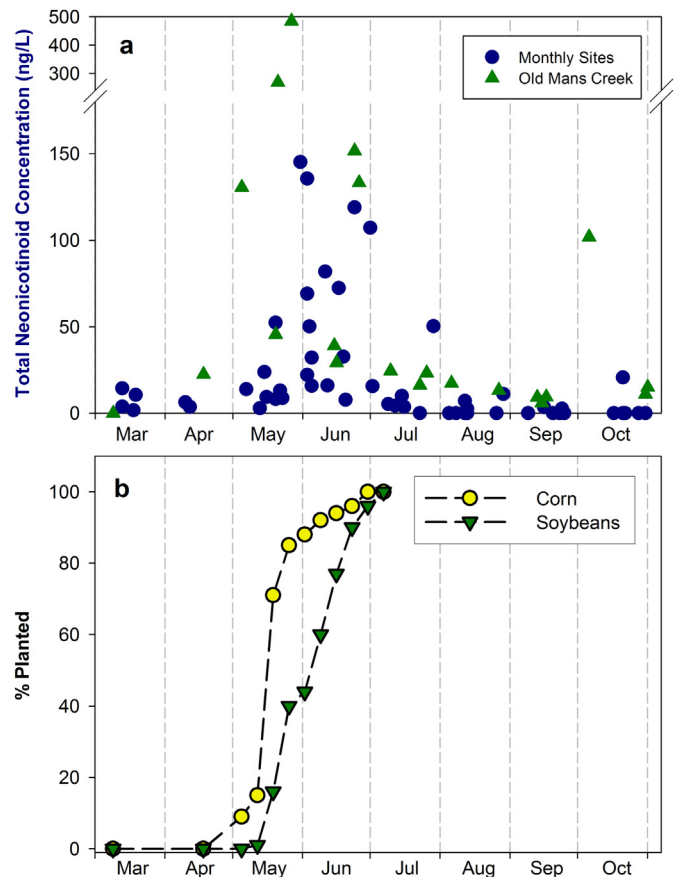 a
Total Neonicotinoid Concentration (ng/L)
500
400
300
150
100
50
0
Monthly Sites
Old Mans Creek
Mar Apr May Jun Jul Aug Sep Oct
b
% Planted
100
80
60
40
20
0
Corn
Soybeans
Mar Apr May Jun Jul Aug Sep Oct